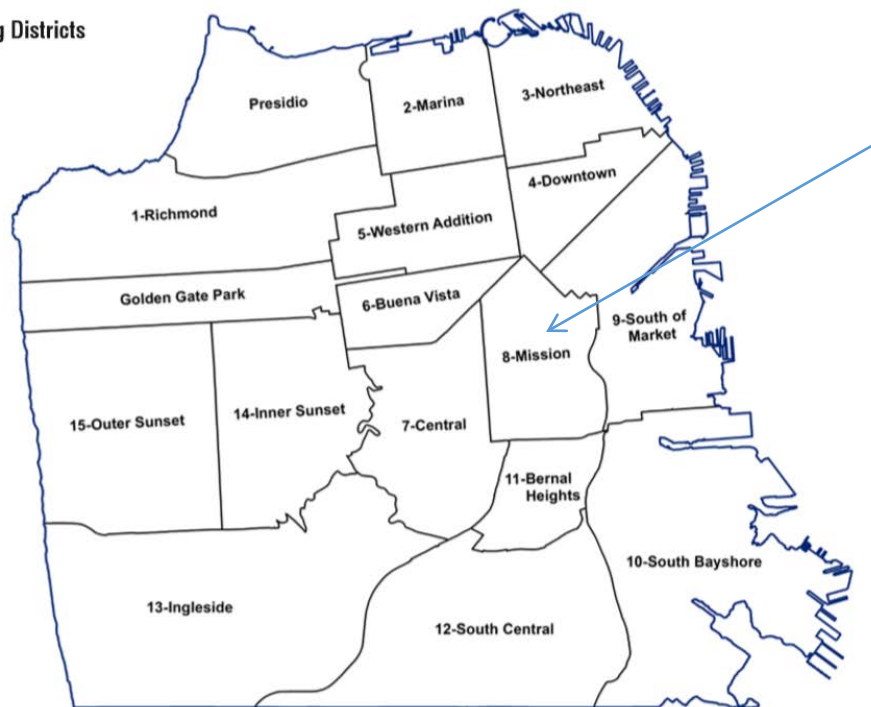 g Districts
Presidio
2-Marina
3-Northeast
4-Downtown
1-Richmond
5-Western Addition
Golden Gate Park
6-Buena Vista
9-South of
Market
8-Mission
15-Outer Sunset
14-Inner Sunset
7-Central
11-Bernal
Heights
10-South Bayshore
13-Ingleside
12-South Central